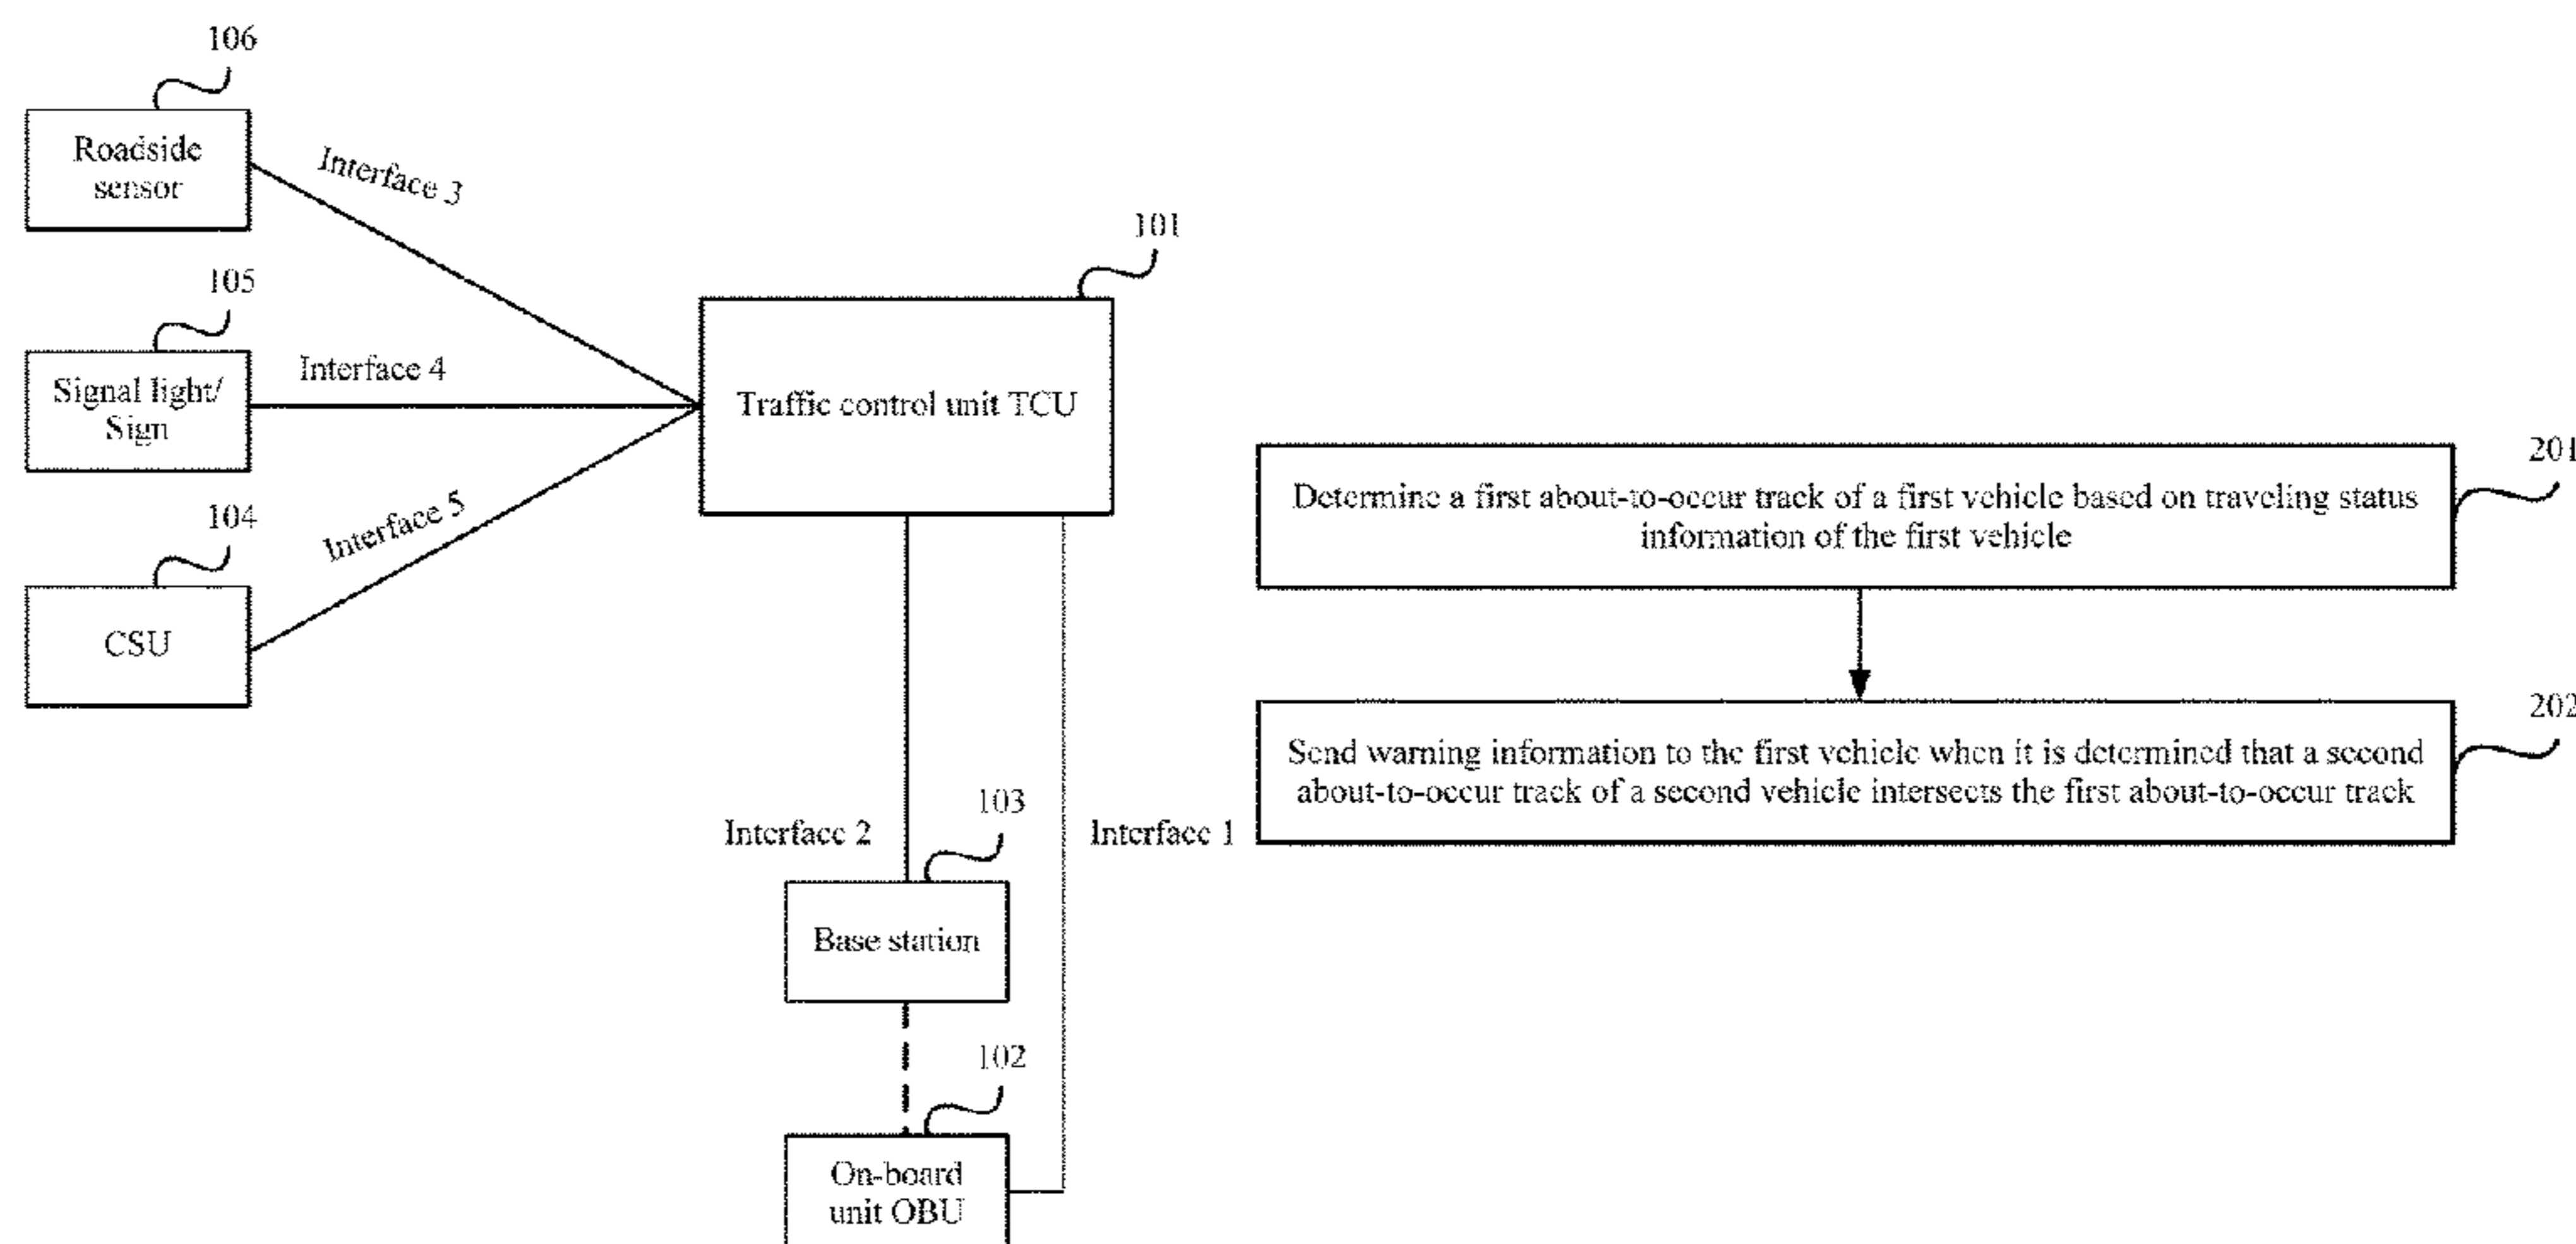 106
Roadside
sensor
Interface 3
101
105
Signal light/
Sign
Interface 4
Traffic control unit TCU
104
CSU
Interface 5
Interface 2
Interface 1
103
Base station
102
On-board
unit OBU
201
Determine a first about-to-occur track of a first vehicle based on traveling status
information of the first vehicle
202
Send warning information to the first vehicle when it is determined that a second
about-to-occur track of a second vehicle intersects the first about-to-occur track